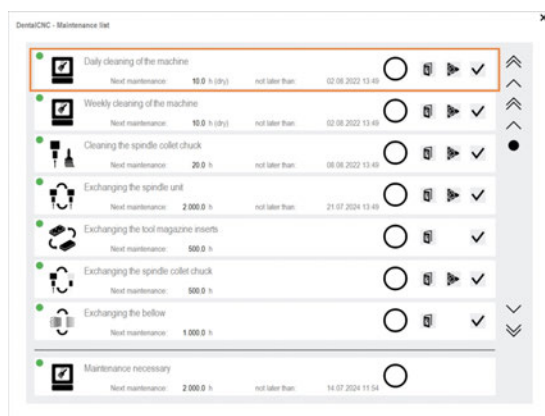 DentalCNC - Maintenance list
Daily cleaning of the machine
Next maintenance: 10.0 h (dry) not later than: 02.08.2022 13:49
Weekly cleaning of the machine
Next maintenance: 10.0 h (dry) not later than: 02.08.2022 13:49
Cleaning the spindle collet chuck
Next maintenance: 20.0 h not later than: 08.08.2022 13:49
Exchanging the spindle unit
Next maintenance: 2 000.0 h not later than: 21.07.2024 13:49
Exchanging the tool magazine inserts
Next maintenance: 500.0 h
Exchanging the spindle collet chuck
Next maintenance: 500.0 h
Exchanging the bellow
Next maintenance: 1 000.0 h
Maintenance necessary
Next maintenance: 2 000.0 h not later than: 14.07.2024 11:54